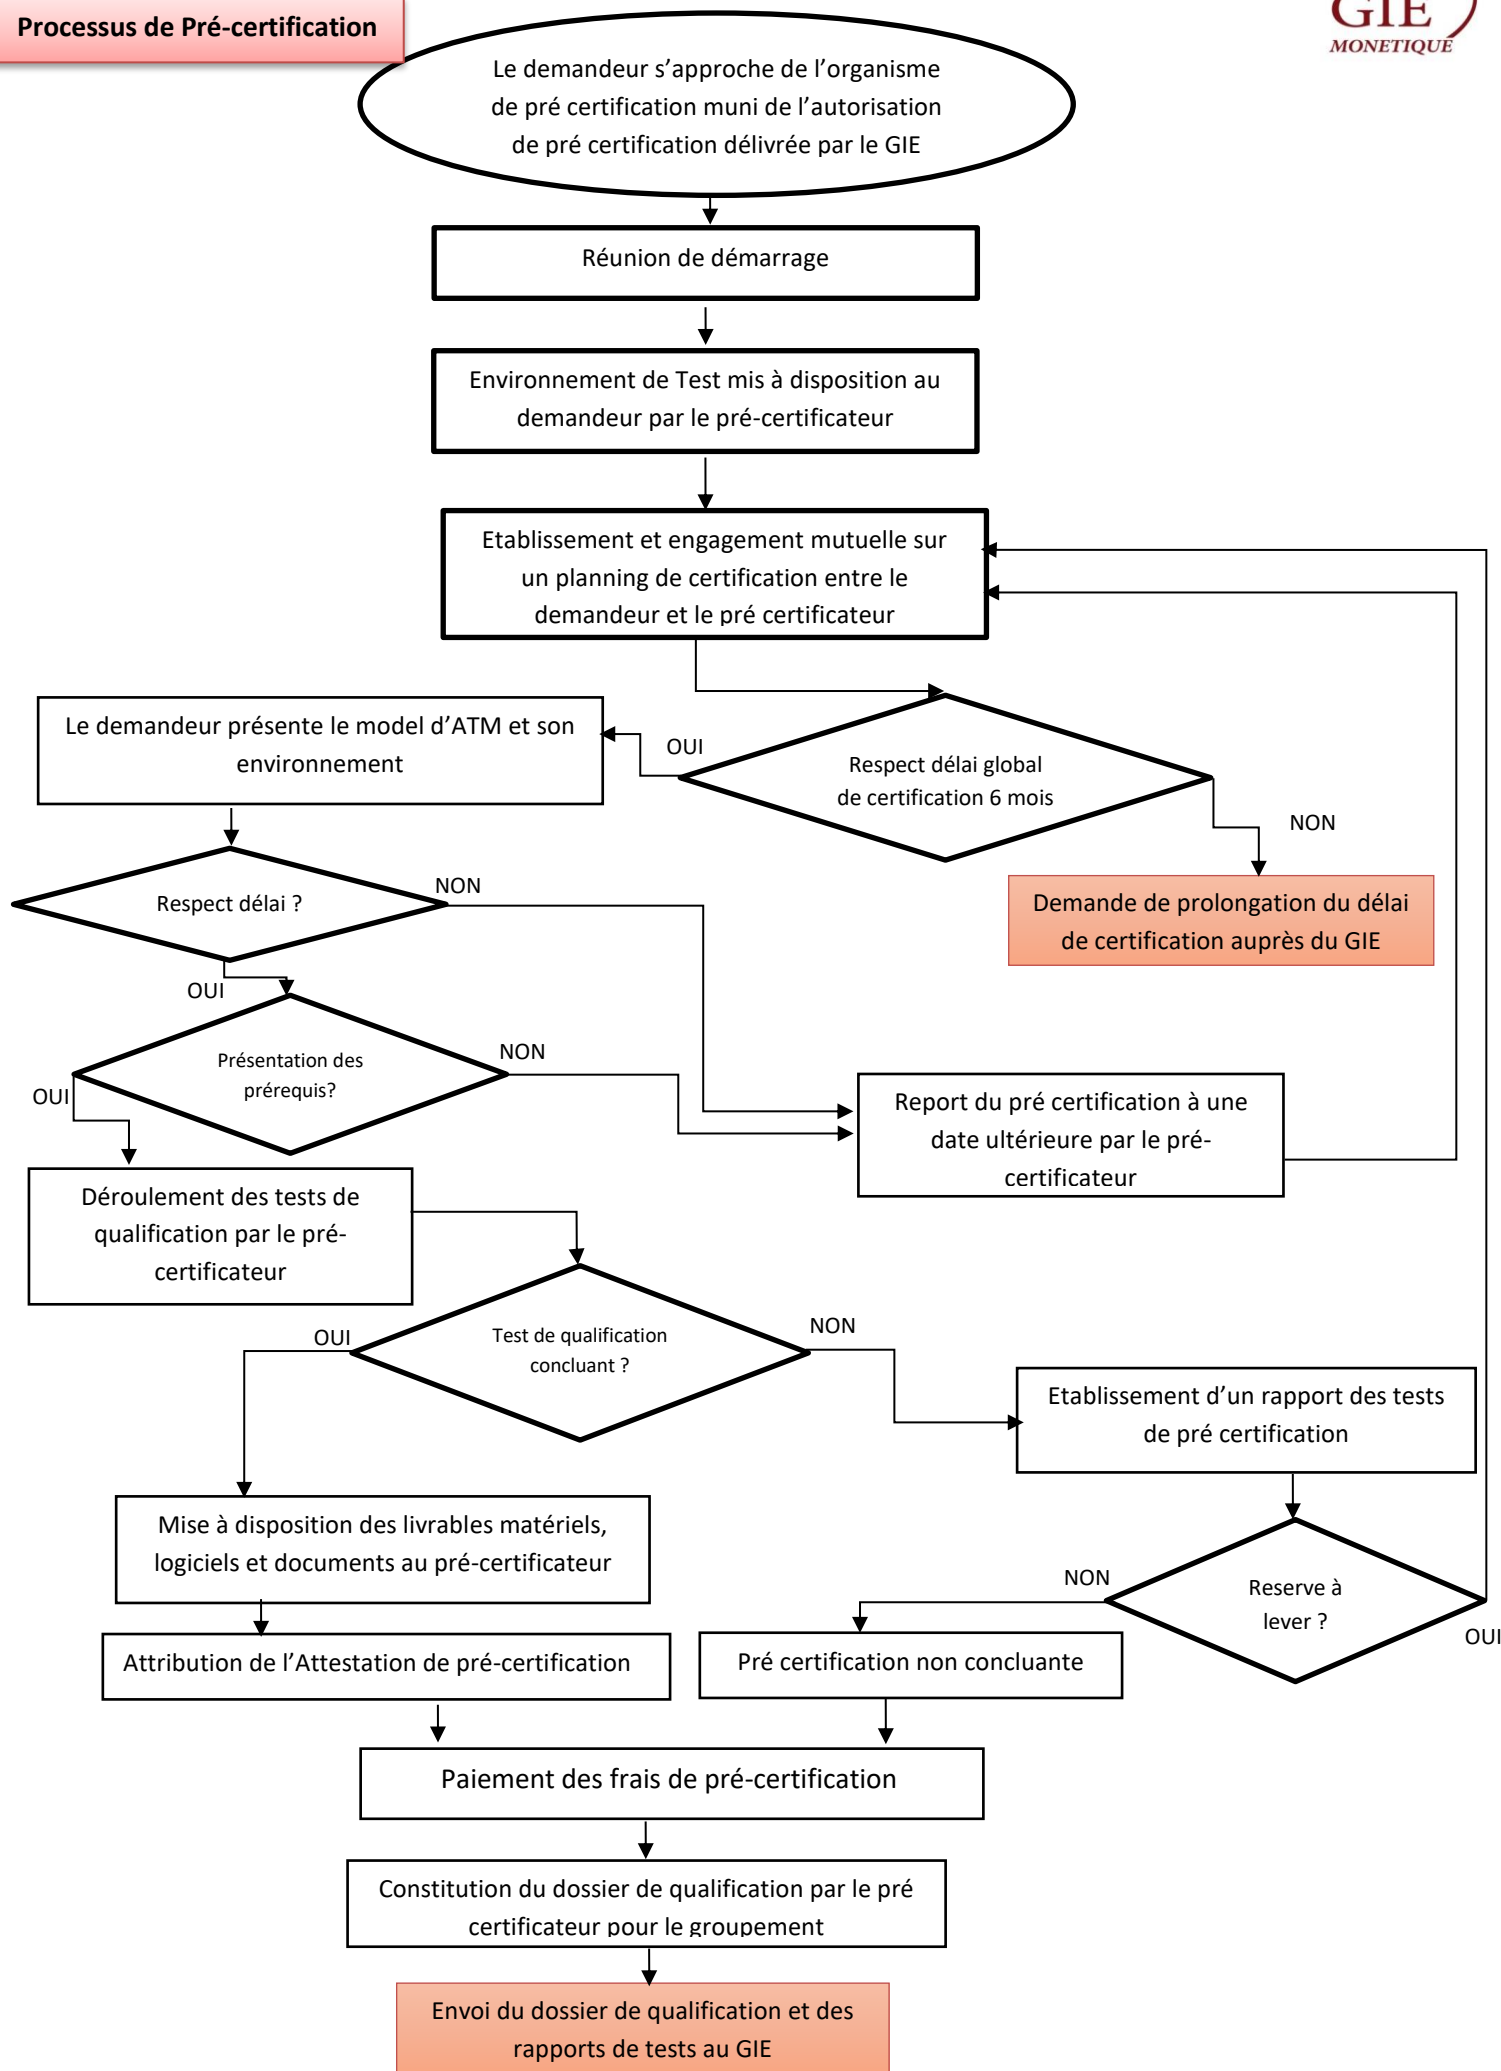 Processus de Pré-certification
GIE
MONETIQUE
Le demandeur s’approche de l’organisme
de pré certification muni de l’autorisation
de pré certification délivrée par le GIE
Réunion de démarrage
Environnement de Test mis à disposition au
demandeur par le pré-certificateur
Etablissement et engagement mutuelle sur
un planning de certification entre le
demandeur et le pré certificateur
Le demandeur présente le model d’ATM et son
environnement
OUI
Respect délai global
de certification 6 mois
NON
Demande de prolongation du délai
de certification auprès du GIE
Respect délai ?
NON
OUI
Présentation des
prérequis?
NON
OUI
Report du pré certification à une
date ultérieure par le pré-
certificateur
Déroulement des tests de
qualification par le pré-
certificateur
OUI
Test de qualification
concluant ?
NON
Etablissement d’un rapport des tests
de pré certification
Mise à disposition des livrables matériels,
logiciels et documents au pré-certificateur
NON
Reserve à
lever ?
OUI
Attribution de l’Attestation de pré-certification
Pré certification non concluante
Paiement des frais de pré-certification
Constitution du dossier de qualification par le pré
certificateur pour le groupement
Envoi du dossier de qualification et des
rapports de tests au GIE